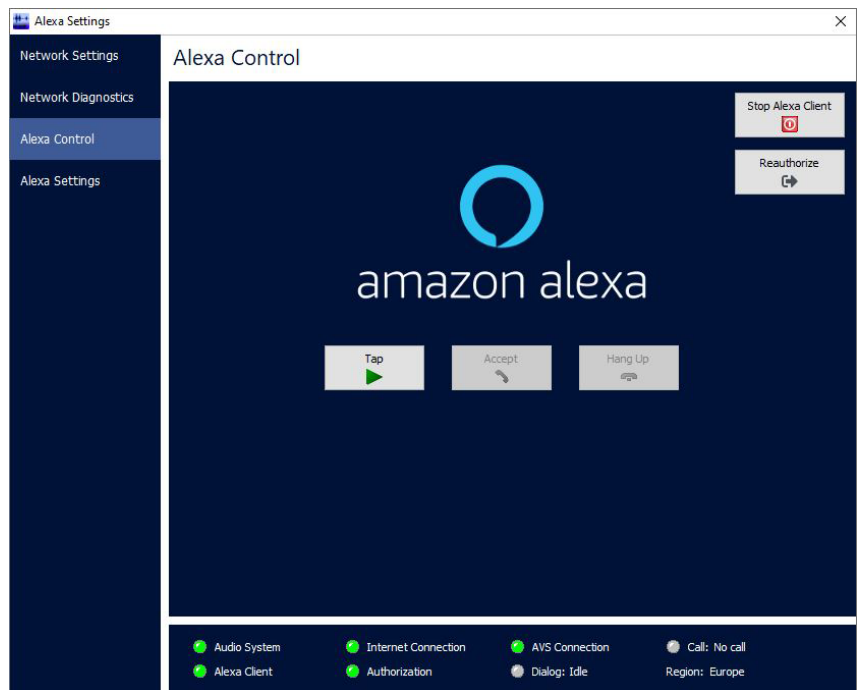 Alexa Settings
Network Settings
Network Diagnostics
Alexa Control
Alexa Settings
Alexa Control
Stop Alexa Client
Reauthorize
amazon alexa
Tap
Accept
Hang Up
Audio System
Internet Connection
AVS Connection
Call: No call
Alexa Client
Authorization
Dialog: Idle
Region: Europe